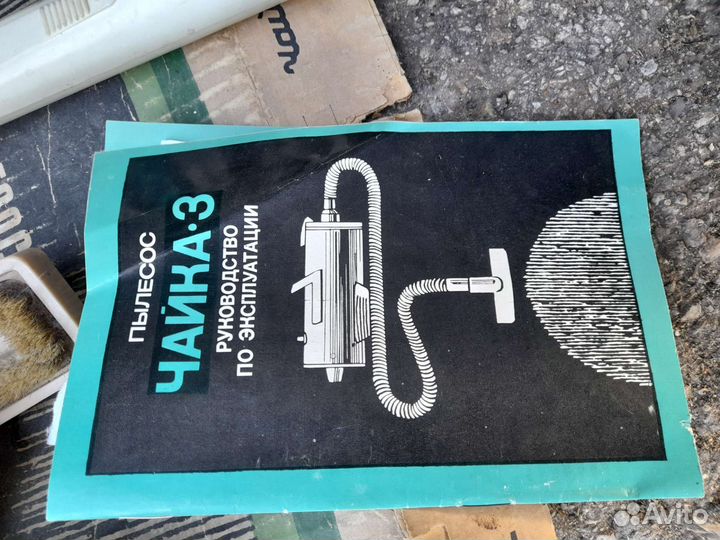 ПЫЛЕСОС
ЧАЙКА·3
РУКОВОДСТВО
ПО ЭКСПЛУАТАЦИИ
Avito